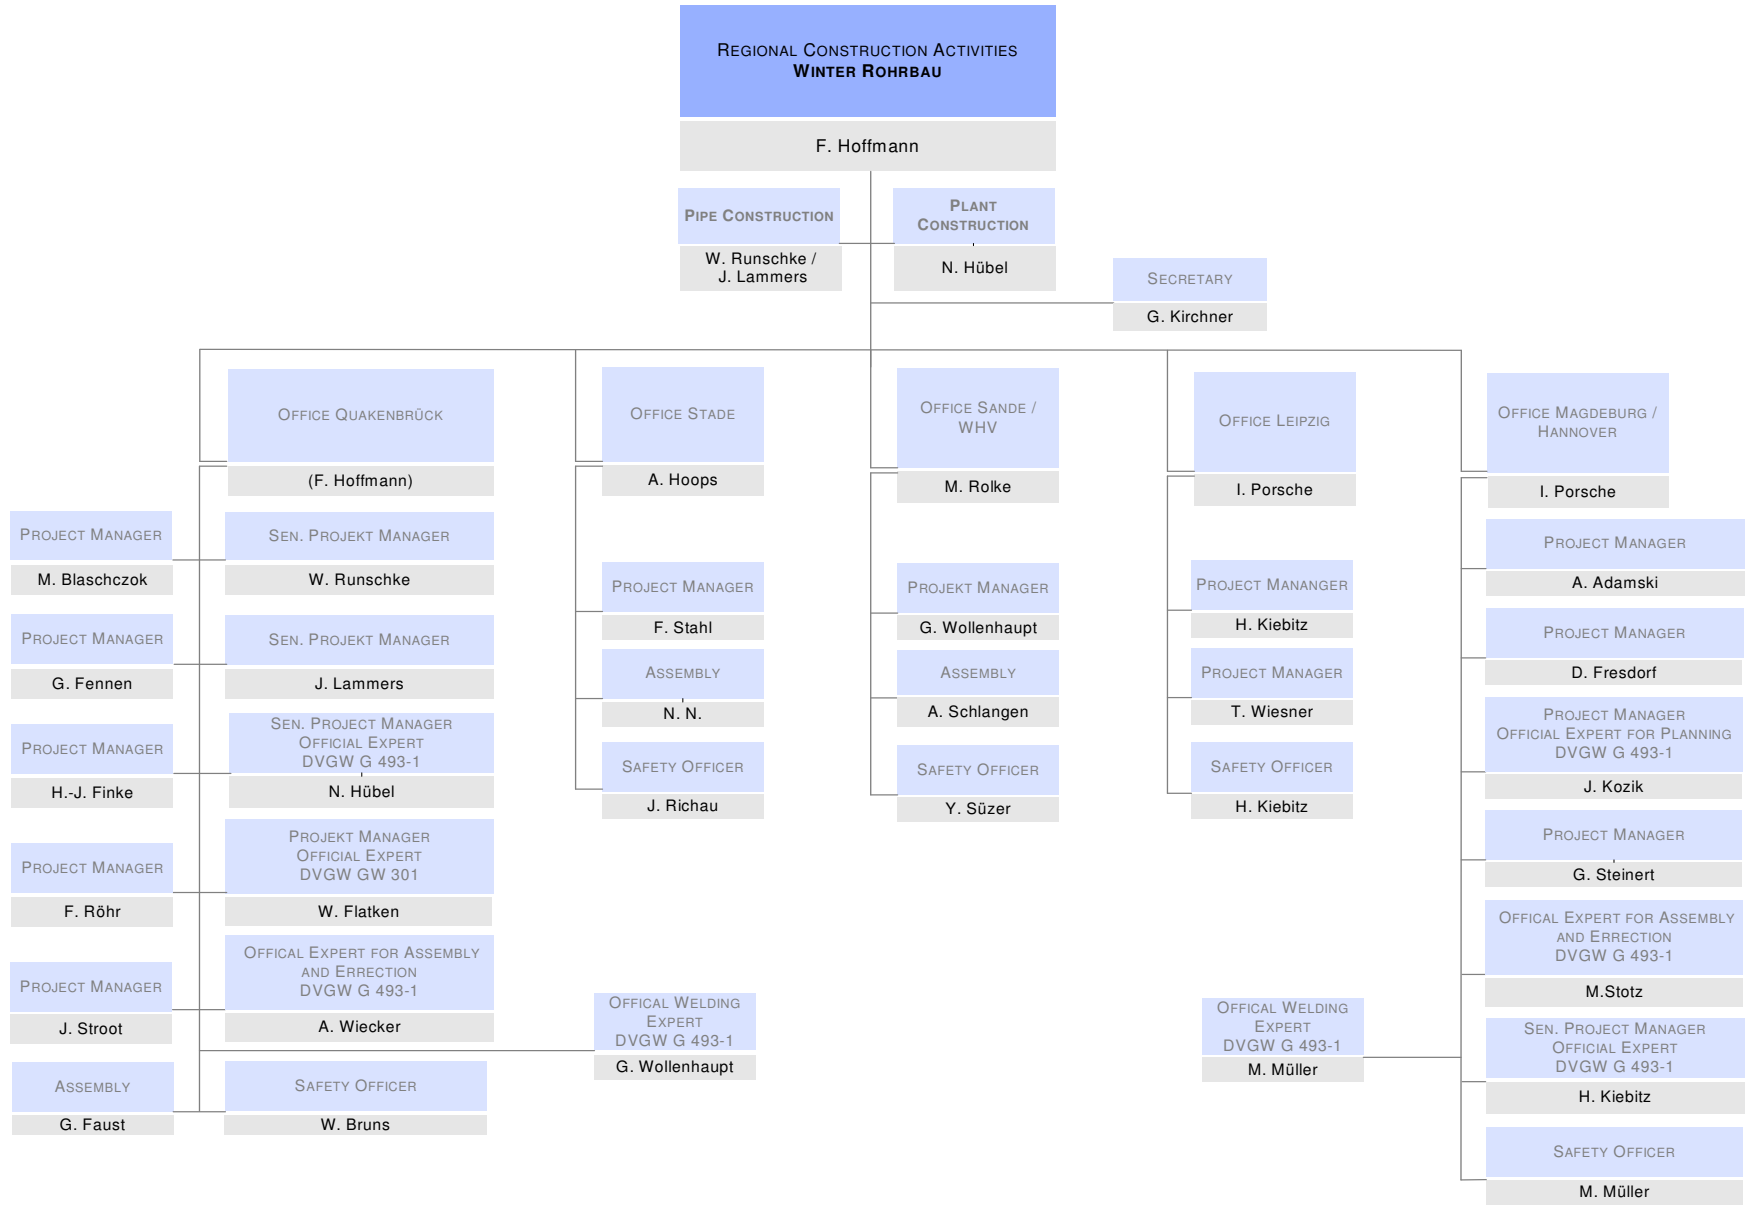 REGIONAL CONSTRUCTION ACTIVITIES
WINTER ROHRBAU
F. Hoffmann
PIPE CONSTRUCTION
W. Runschke /
J. Lammers
PLANT
CONSTRUCTION
N. Hübel
SECRETARY
G. Kirchner
OFFICE QUAKENBRÜCK
(F. Hoffmann)
PROJECT MANAGER
M. Blaschczok
SEN. PROJEKT MANAGER
W. Runschke
PROJECT MANAGER
G. Fennen
SEN. PROJEKT MANAGER
J. Lammers
PROJECT MANAGER
H.-J. Finke
SEN. PROJECT MANAGER
OFFICIAL EXPERT
DVGW G 493-1
N. Hübel
PROJECT MANAGER
F. Röhr
PROJEKT MANAGER
OFFICIAL EXPERT
DVGW GW 301
W. Flatken
PROJECT MANAGER
J. Stroot
OFFICAL EXPERT FOR ASSEMBLY
AND ERRECTION
DVGW G 493-1
A. Wiecker
OFFICAL WELDING
EXPERT
DVGW G 493-1
G. Wollenhaupt
ASSEMBLY
G. Faust
SAFETY OFFICER
W. Bruns
OFFICE STADE
A. Hoops
PROJECT MANAGER
F. Stahl
ASSEMBLY
N. N.
SAFETY OFFICER
J. Richau
OFFICE SANDE /
WHV
M. Rolke
PROJEKT MANAGER
G. Wollenhaupt
ASSEMBLY
A. Schlangen
SAFETY OFFICER
Y. Süzer
OFFICE LEIPZIG
I. Porsche
PROJECT MANANGER
H. Kiebitz
PROJECT MANAGER
T. Wiesner
SAFETY OFFICER
H. Kiebitz
OFFICE MAGDEBURG /
HANNOVER
I. Porsche
PROJECT MANAGER
A. Adamski
PROJECT MANAGER
D. Fresdorf
PROJECT MANAGER
OFFICIAL EXPERT FOR PLANNING
DVGW G 493-1
J. Kozik
PROJECT MANAGER
G. Steinert
OFFICAL EXPERT FOR ASSEMBLY
AND ERRECTION
DVGW G 493-1
M.Stotz
OFFICAL WELDING
EXPERT
DVGW G 493-1
M. Müller
SEN. PROJECT MANAGER
OFFICIAL EXPERT
DVGW G 493-1
H. Kiebitz
SAFETY OFFICER
M. Müller